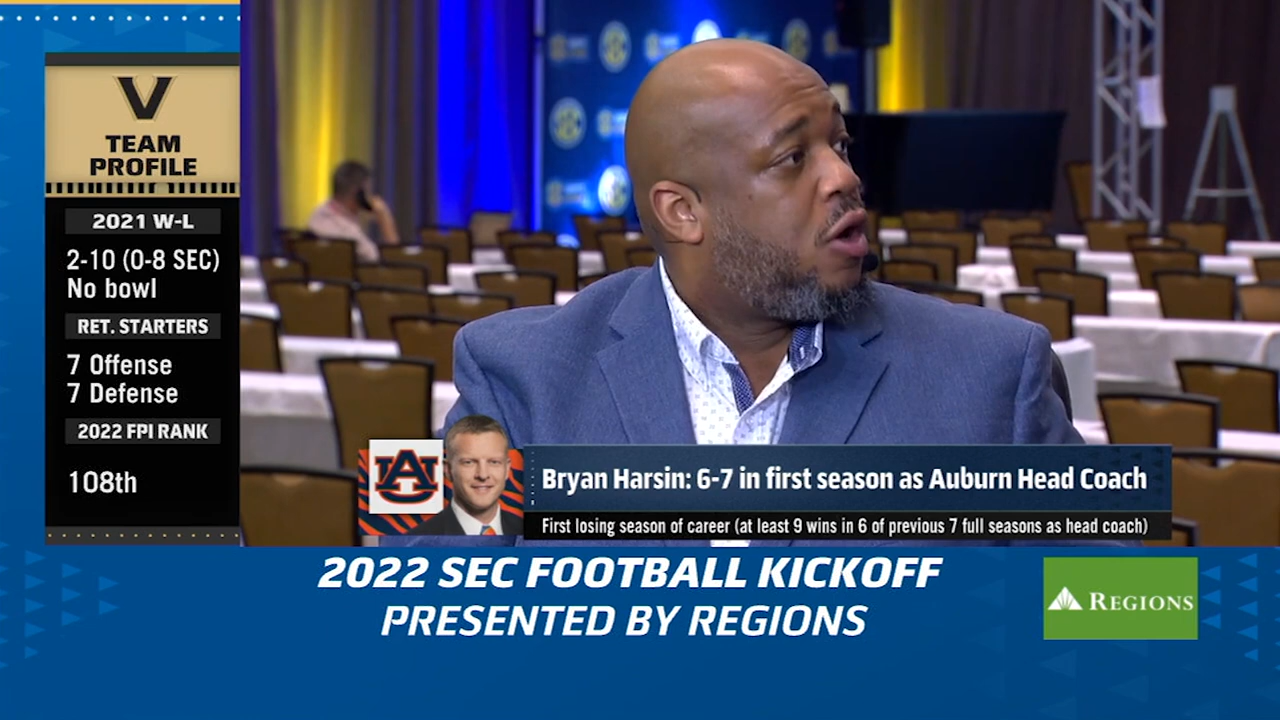 V
TEAM
PROFILE
2021 W-L
2-10 (0-8 SEC)
No bowl
RET. STARTERS
7 Offense
7 Defense
2022 FPI RANK
108th
AU
Bryan Harsin: 6-7 in first season as Auburn Head Coach
First losing season of career (at least 9 wins in 6 of previous 7 full seasons as head coach)
2022 SEC FOOTBALL KICKOFF
PRESENTED BY REGIONS
REGIONS